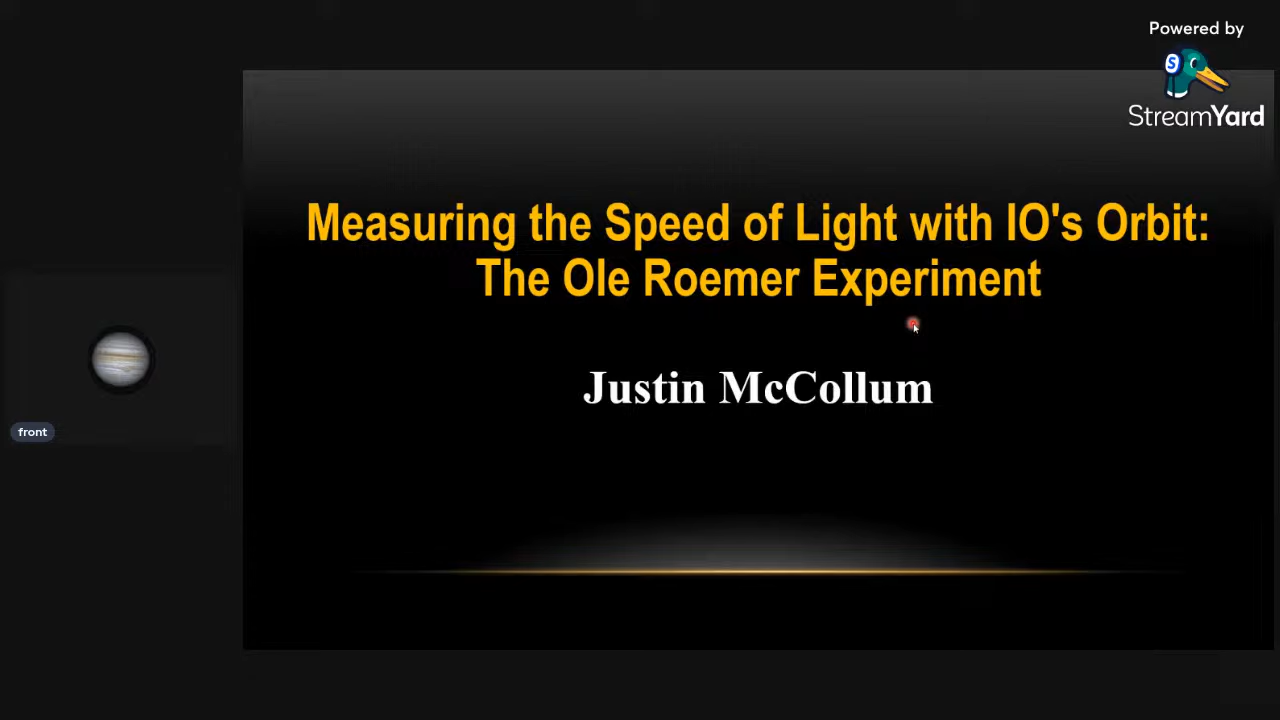 Powered by
S
StreamYard
Measuring the Speed of Light with IO's Orbit:
The Ole Roemer Experiment
Justin McCollum
front